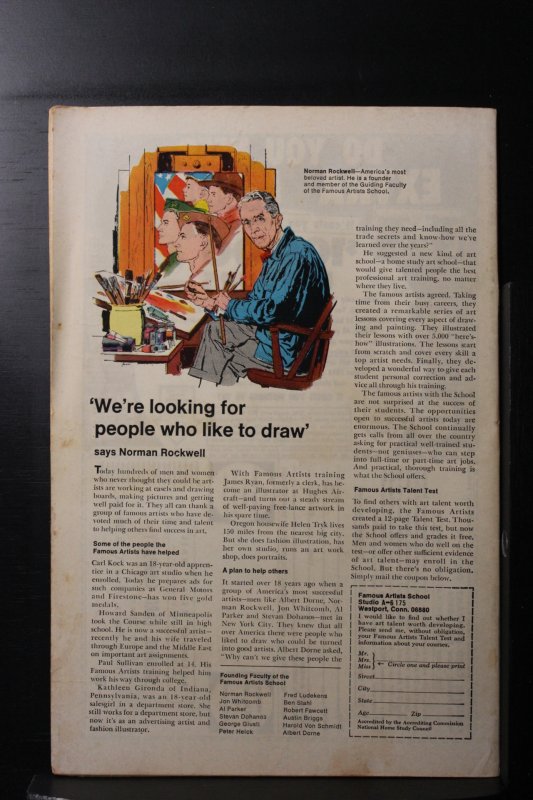 Norman Rockwell—America's most
beloved artist. He is a founder
and member of the Guiding Faculty
of the Famous Artists School.
'We're looking for
people who like to draw'
says Norman Rockwell
Today hundreds of men and women
who never thought they could be art-
ists are working at easels and drawing
boards, making pictures and getting
well paid for it. They all can thank a
group of famous artists who have de-
voted much of their time and talent
to helping others find success in art.
Some of the people the
Famous Artists have helped
Carl Kock was an 18-year-old appren-
tice in a Chicago art studio when he
enrolled. Today he prepares ads for
such companies as General Motors
and Firestone—has won five gold
medals.
Howard Sanden of Minneapolis
took the Course while still in high
school. He is now a successful artist—
recently he and his wife traveled
through Europe and the Middle East
on important art assignments.
Paul Sullivan enrolled at 14. His
Famous Artists training helped him
work his way through college.
Kathleen Gironda of Indiana,
Pennsylvania, was an 18-year-old
salesgirl in a department store. She
still works for a department store, but
now it's as an advertising artist and
fashion illustrator.
With Famous Artists training
James Ryan, formerly a clerk, has be-
come an illustrator at Hughes Air-
craft—and turns out a steady stream
of well-paying free-lance artwork in
his spare time.
Oregon housewife Helen Tryk lives
150 miles from the nearest big city.
But she does fashion illustration, has
her own studio, runs an art work
shop, does portraits.
A plan to help others
It started over 18 years ago when a
group of America's most successful
artists—men like Albert Dorne, Nor-
man Rockwell, Jon Whitcomb, Al
Parker and Stevan Dohanos—met in
New York City. They knew that all
over America there were people who
liked to draw who could be turned
into good artists. Albert Dorne asked,
"Why can't we give these people the
Founding Faculty of the
Famous Artists School
Norman Rockwell
Jon Whitcomb
Al Parker
Stevan Dohanos
George Giusti
Peter Helck
Fred Ludekens
Ben Stahl
Robert Fawcett
Austin Briggs
Harold Von Schmidt
Albert Dorne
training they need—including all the
trade secrets and know-how we've
learned over the years?"
He suggested a new kind of art
school—a home study art school—that
would give talented people the best
professional art training, no matter
where they live.
The famous artists agreed. Taking
time from their busy careers, they
created a remarkable series of art
lessons covering every aspect of draw-
ing and painting. They illustrated
their lessons with over 5,000 "here's-
how" illustrations. The lessons start
from scratch and cover every skill a
top artist needs. Finally, they de-
veloped a wonderful way to give each
student personal correction and ad-
vice all through his training.
The famous artists with the School
are not surprised at the success of
their students. The opportunities
open to successful artists today are
enormous. The School continually
gets calls from all over the country
asking for practical well-trained stu-
dents—not geniuses—who can step
into full-time or part-time art jobs.
And practical, thorough training is
what the School offers.
Famous Artists Talent Test
To find others with art talent worth
developing, the Famous Artists
created a 12-page Talent Test. Thou-
sands paid to take this test, but now
the School offers and grades it free.
Men and women who do well on the
test—or offer other sufficient evidence
of art talent—may enroll in the
School. But there's no obligation.
Simply mail the coupon below.
Famous Artists School
Studio A-6175
Westport, Conn. 06880
I would like to find out whether I
have art talent worth developing.
Please send me, without obligation,
your Famous Artists Talent Test and
information about your courses.
Mr.
Mrs.
Miss
Circle one and please print
Street
City
State
Age Zip
Accredited by the Accrediting Commission
National Home Study Council